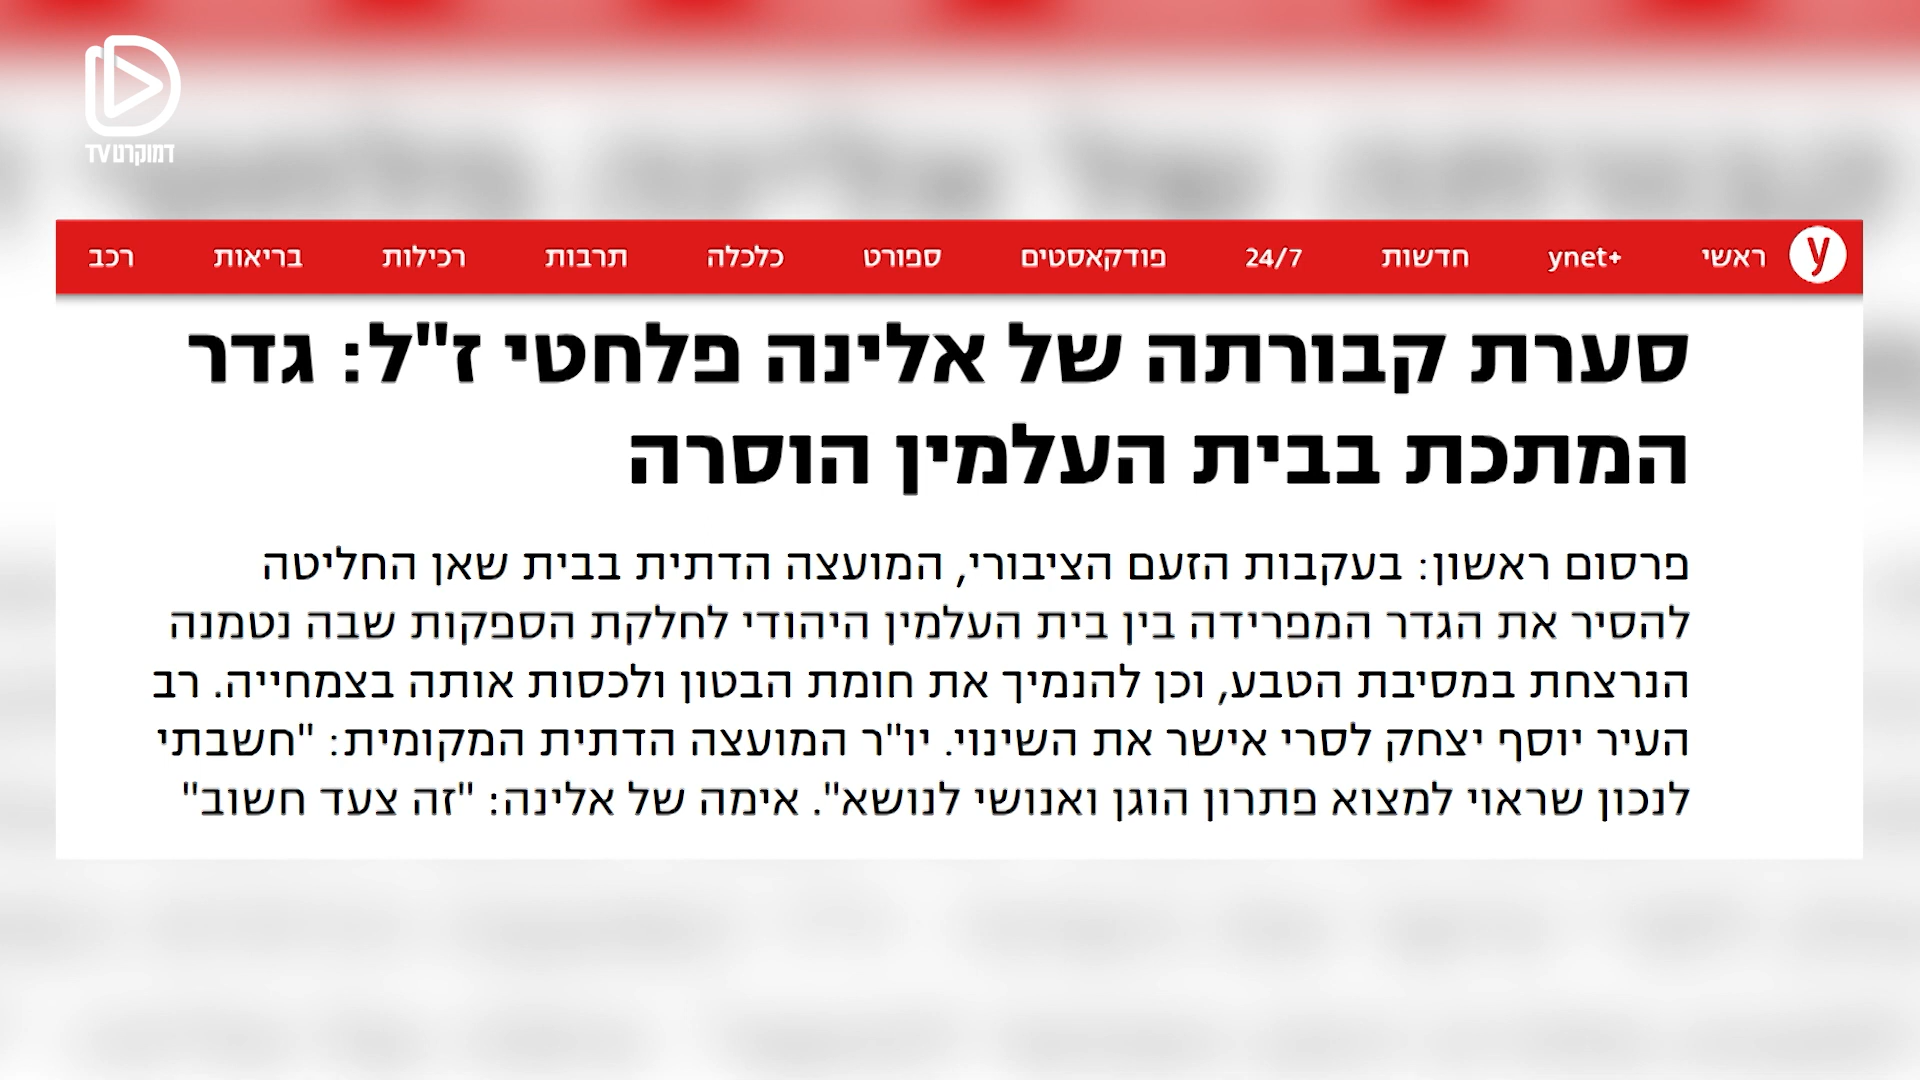 דמוקרט TV
ראשי ynet+ חדשות 24/7 פודקאסטים ספורט כלכלה תרבות רכילות בריאות רכב
סערת קבורתה של אלינה פלחטי ז"ל: גדר
המתכת בבית העלמין הוסרה
פרסום ראשון: בעקבות הזעם הציבורי, המועצה הדתית בבית שאן החליטה
להסיר את הגדר המפרידה בין בית העלמין היהודי לחלקת הספקות שבה נטמנה
הנרצחת במסיבת הטבע, וכן להנמיך את חומת הבטון ולכסות אותה בצמחייה. רב
העיר יוסף יצחק לסרי אישר את השינוי. יו"ר המועצה הדתית המקומית: "חשבתי
לנכון שראוי למצוא פתרון הוגן ואנושי לנושא". אימה של אלינה: "זה צעד חשוב"